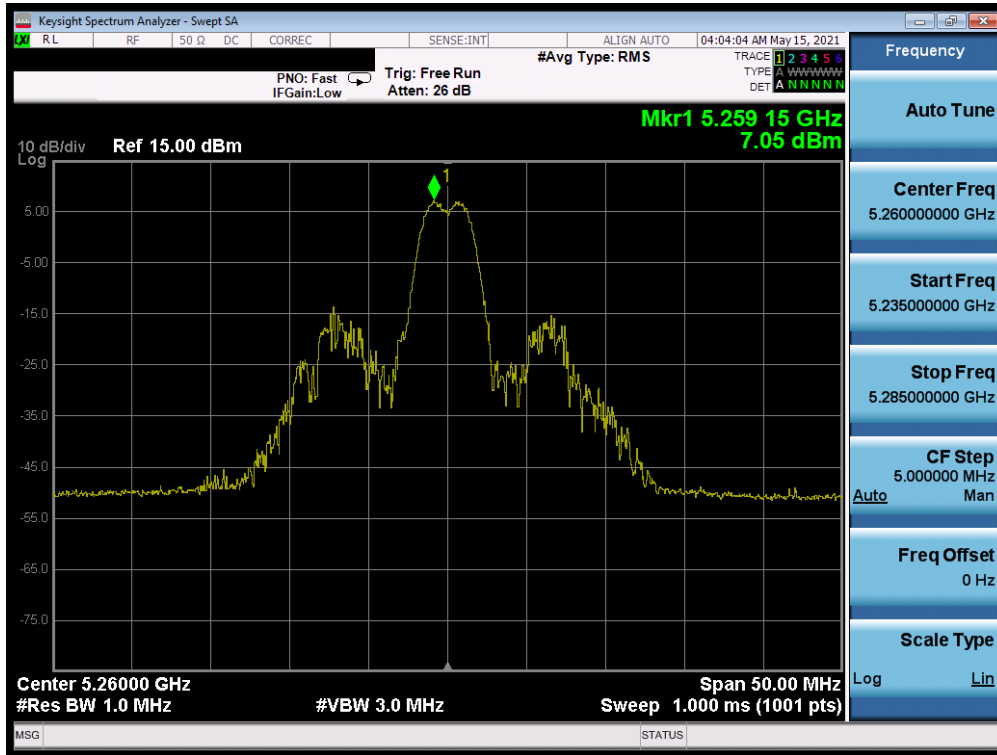 Keysight Spectrum Analyzer - Swept SA
LXI RL RF 50 Ω DC CORREC SENSE:INT ALIGN AUTO 04:04:04 AM May 15, 2021
Frequency
#Avg Type: RMS
TRACE 1 2 3 4 5 6
PNO: Fast Trig: Free Run
TYPE A WWWWW
IFGain:Low Atten: 26 dB
DET A N N N N N
Mkr1 5.259 15 GHz
7.05 dBm
10 dB/div Ref 15.00 dBm
Log
1
5.00
-5.00
-15.0
-25.0
-35.0
-45.0
-55.0
-65.0
-75.0
Center 5.26000 GHz Span 50.00 MHz
#Res BW 1.0 MHz #VBW 3.0 MHz Sweep 1.000 ms (1001 pts)
MSG STATUS
Auto Tune
Center Freq
5.260000000 GHz
Start Freq
5.235000000 GHz
Stop Freq
5.285000000 GHz
CF Step
5.000000 MHz
Auto Man
Freq Offset
0 Hz
Scale Type
Log Lin